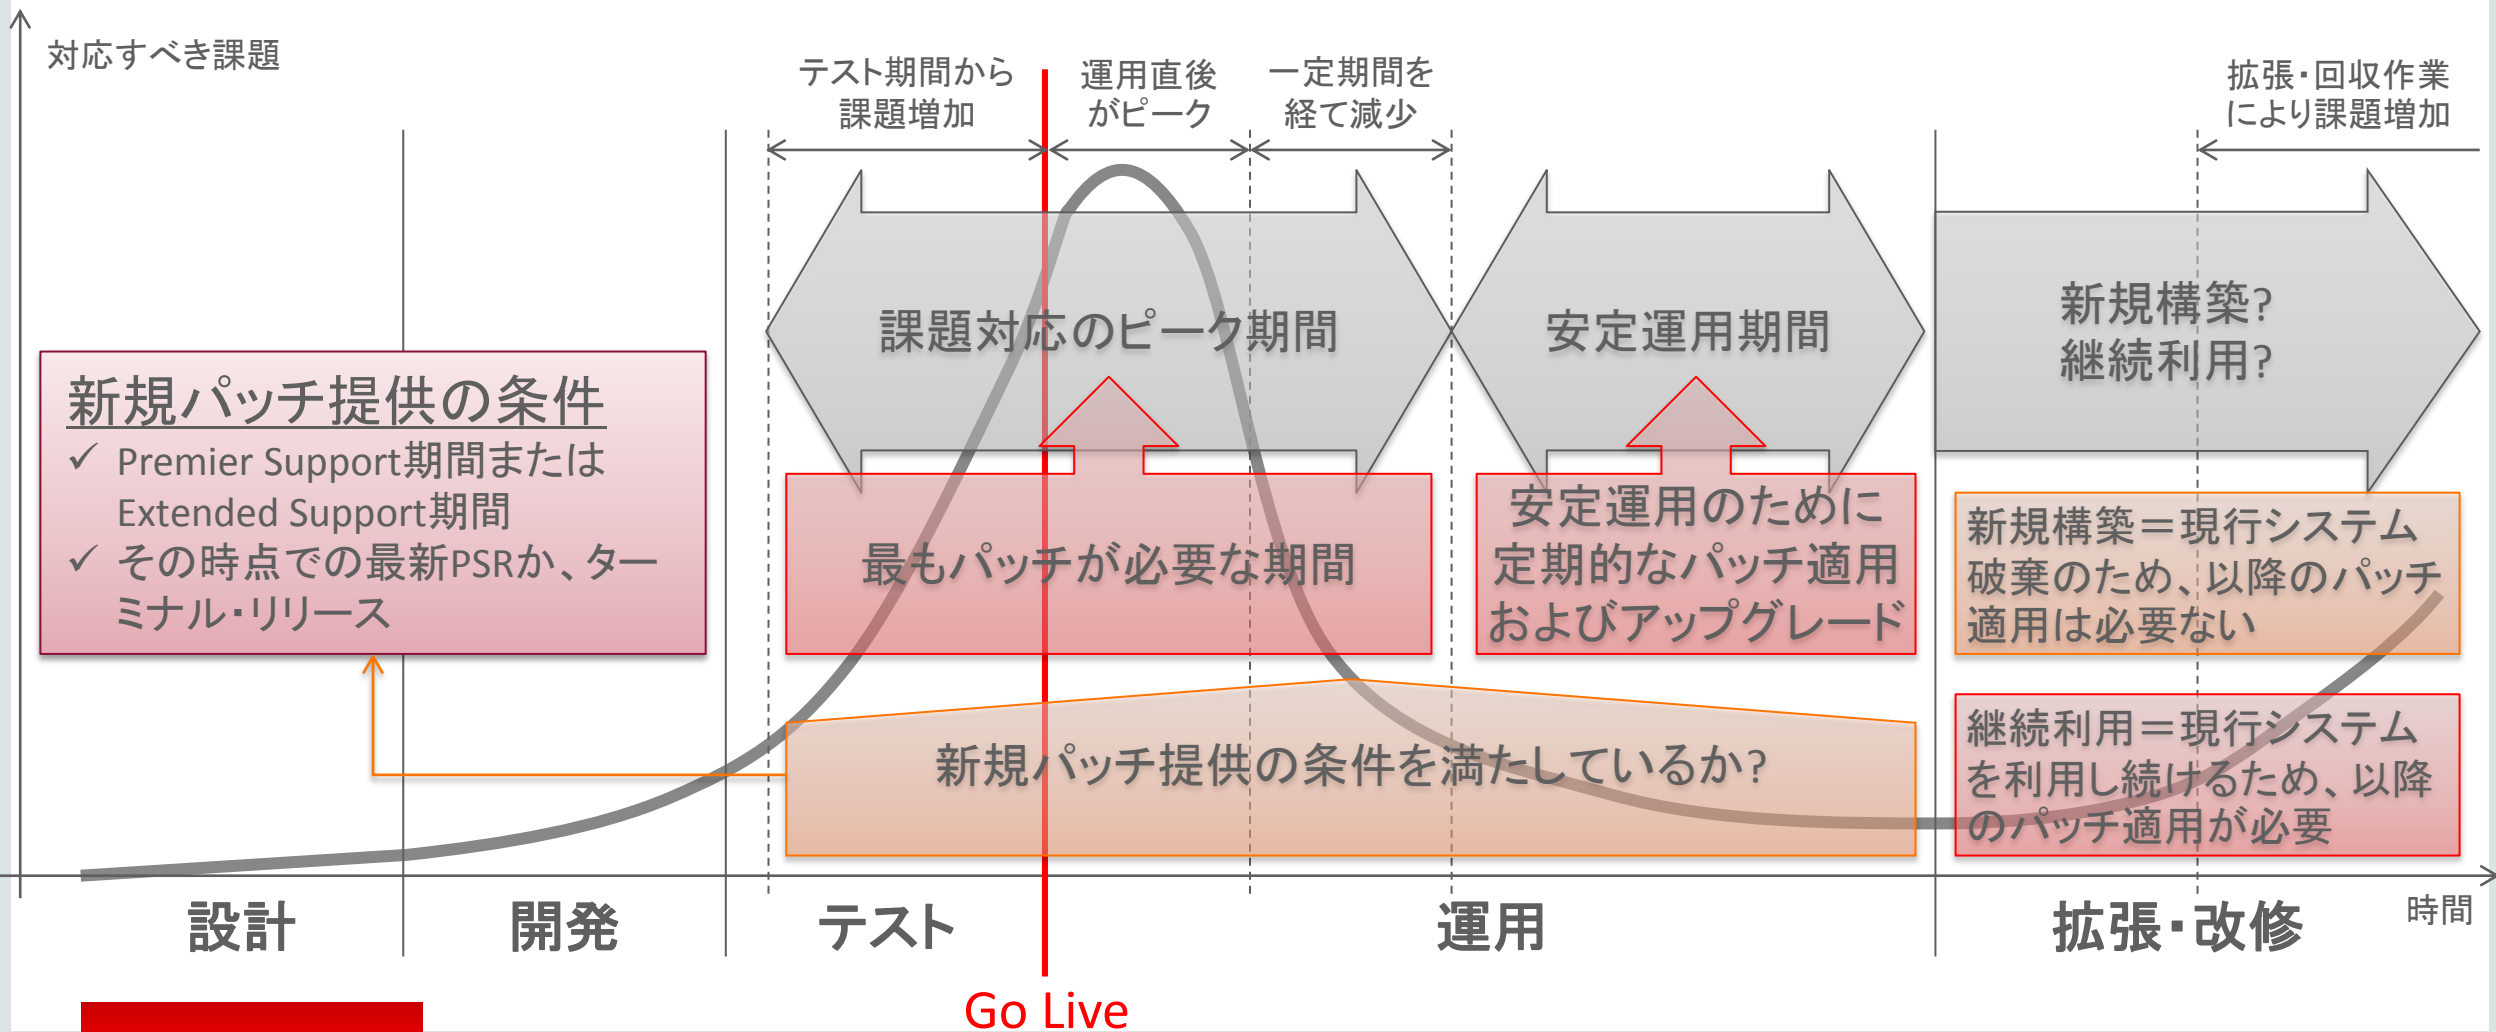 対応すべき課題
テスト期間から
課題増加
運用直後
がピーク
一定期間を
経て減少
拡張・回収作業
により課題増加
課題対応のピーク期間
安定運用期間
新規構築?
継続利用?
新規パッチ提供の条件
✓ Premier Support期間または
Extended Support期間
✓ その時点での最新PSRか、ター
ミナル・リリース
最もパッチが必要な期間
安定運用のために
定期的なパッチ適用
およびアップグレード
新規構築＝現行システム
破棄のため、以降のパッチ
適用は必要ない
新規パッチ提供の条件を満たしているか?
継続利用＝現行システム
を利用し続けるため、以降
のパッチ適用が必要
設計
開発
テスト
運用
拡張・改修
時間
Go Live